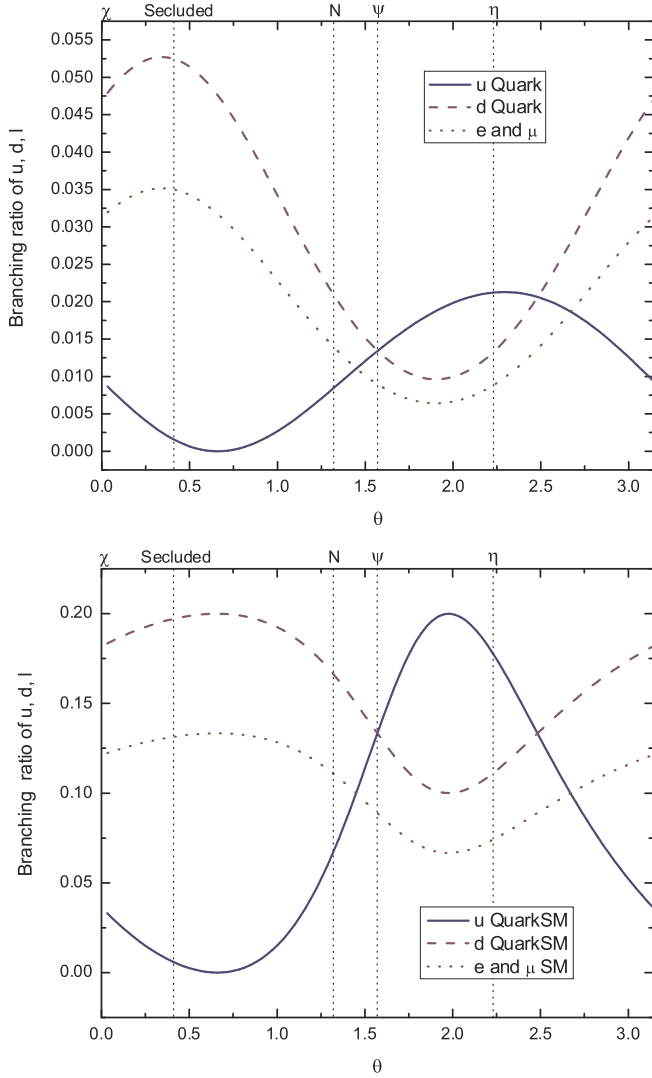 χ Secluded N ψ η
0.055
0.050
0.045
0.040
0.035
0.030
0.025
0.020
0.015
0.010
0.005
0.000
Branching ratio of u, d, l
u Quark
d Quark
e and μ
0.0 0.5 1.0 1.5 2.0 2.5 3.0
θ
χ Secluded N ψ η
0.20
0.15
0.10
0.05
0.00
Branching ratio of u, d, l
u QuarkSM
d QuarkSM
e and μ SM
0.0 0.5 1.0 1.5 2.0 2.5 3.0
θ